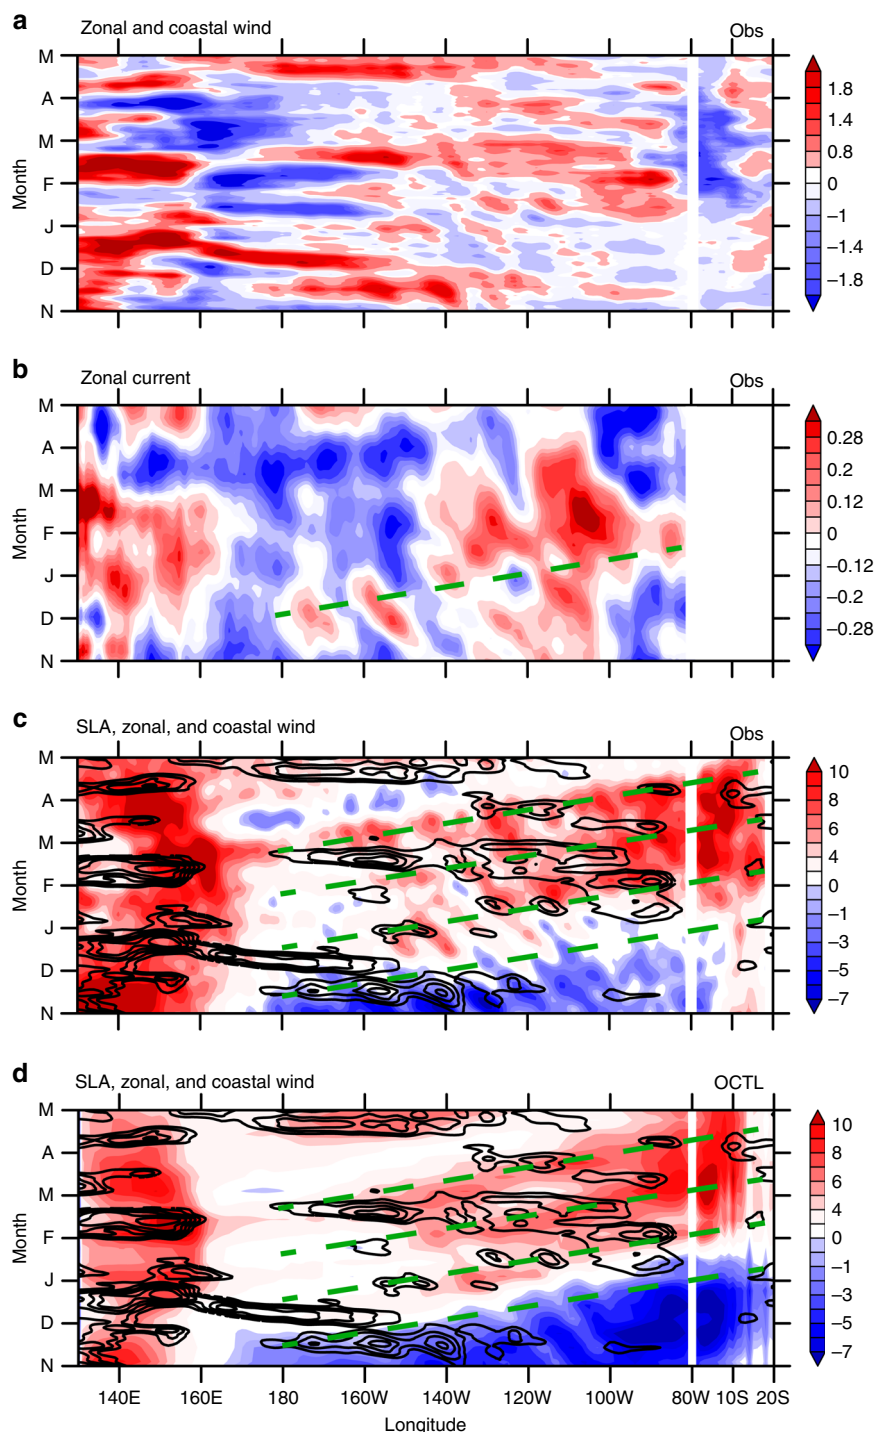 a
Zonal and coastal wind
Obs
M
A
M
F
J
D
N
Month
1.8
1.4
0.8
0
−1
−1.4
−1.8
b
Zonal current
Obs
M
A
M
F
J
D
N
Month
0.28
0.2
0.12
0
−0.12
−0.2
−0.28
c
SLA, zonal, and coastal wind
Obs
M
A
M
F
J
D
N
Month
10
8
6
4
2
0
−1
−3
−5
−7
d
SLA, zonal, and coastal wind
OCTL
M
A
M
F
J
D
N
Month
10
8
6
4
2
0
−1
−3
−5
−7
140E 160E 180 160W 140W 120W 100W 80W 10S 20S
Longitude